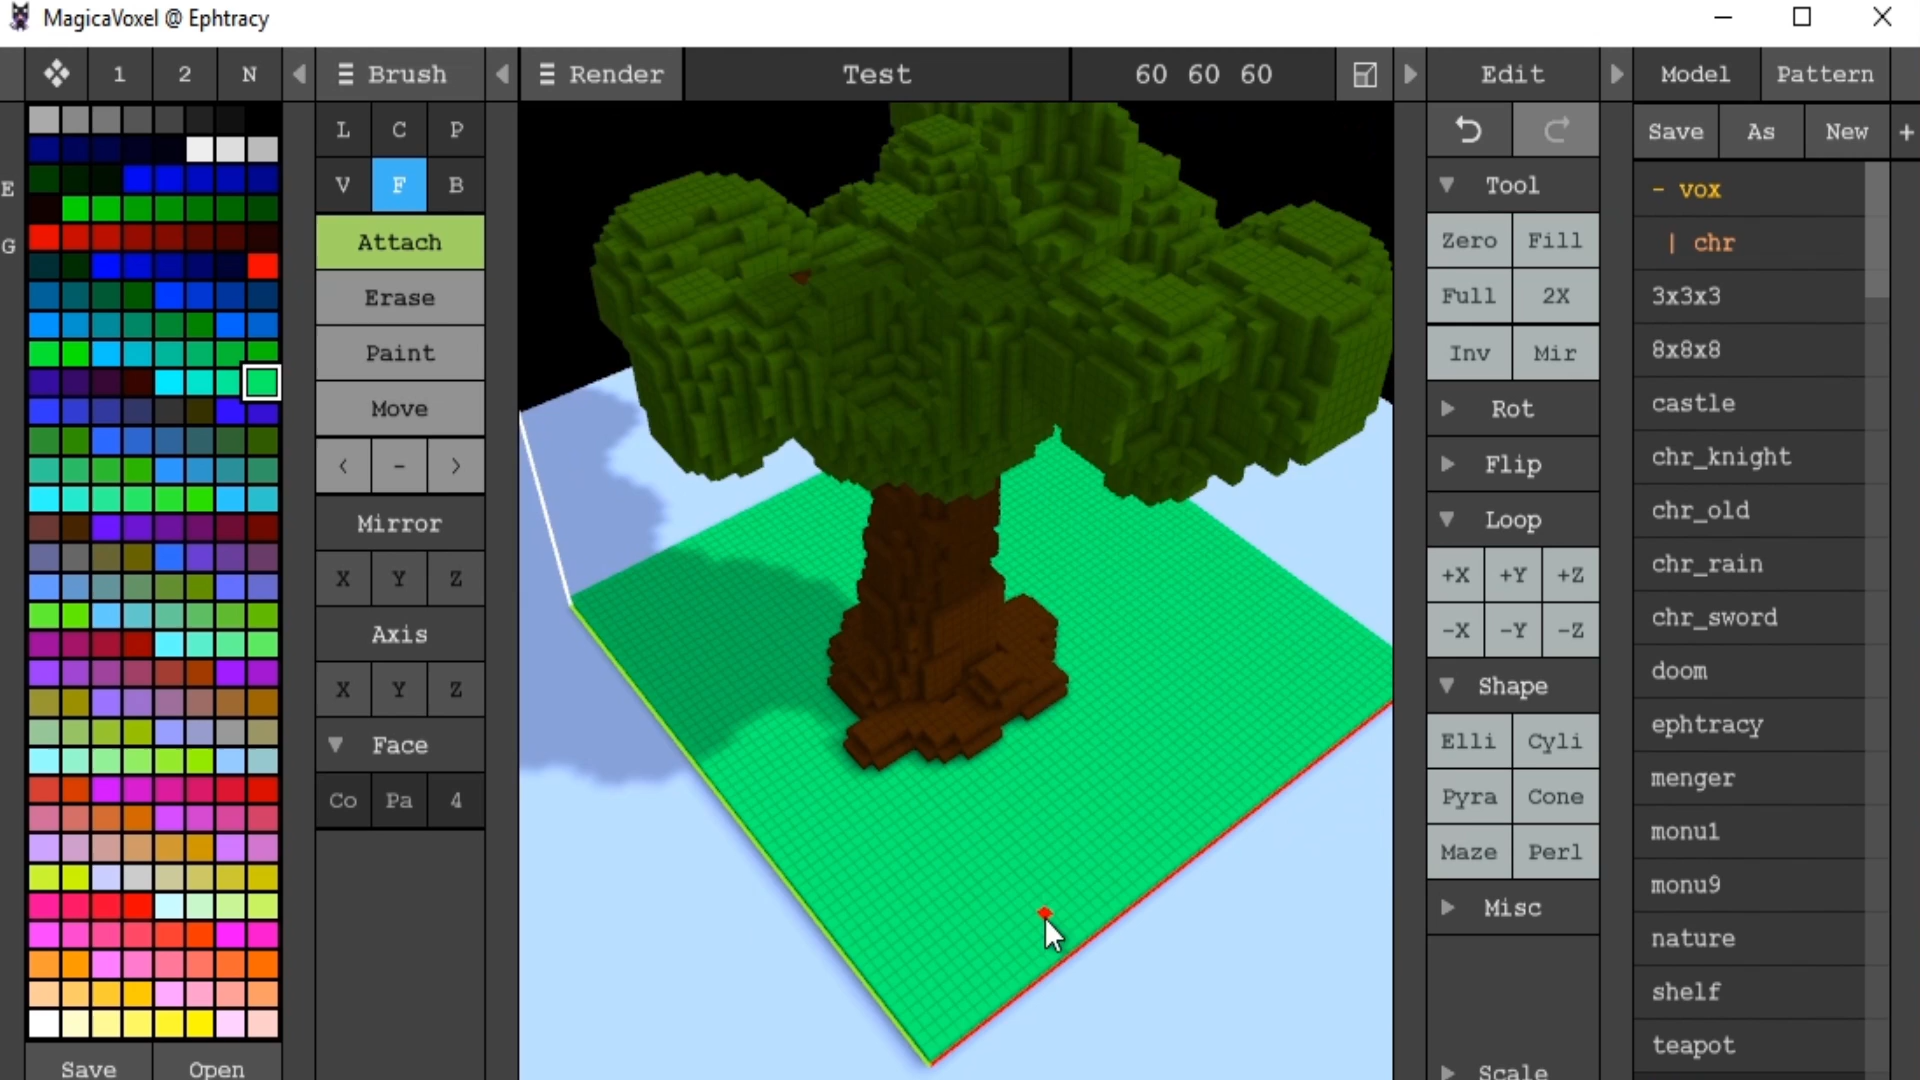 MagicaVoxel @ Ephtracy
1 2 N
Brush
Render
Test
60 60 60
Edit
Model Pattern
E
G
L C P
V F B
Attach
Erase
Paint
Move
< - >
Mirror
X Y Z
Axis
X Y Z
Face
Co Pa 4
Save Open
Tool
Zero Fill
Full 2X
Inv Mir
Rot
Flip
Loop
+X +Y +Z
-X -Y -Z
Shape
Elli Cyli
Pyra Cone
Maze Perl
Misc
Scale
Save As New +
- vox
| chr
3x3x3
8x8x8
castle
chr_knight
chr_old
chr_rain
chr_sword
doom
ephtracy
menger
monu1
monu9
nature
shelf
teapot